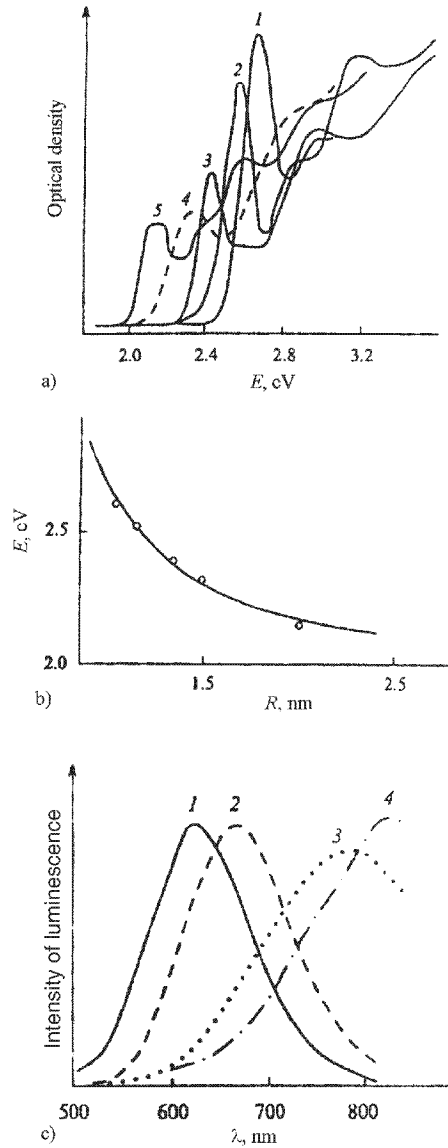 Optical density
1
2
3
4
5
2.0 2.4 2.8 3.2
a) E, eV
E, eV
2.5
2.0
1.5 2.5
b) R, nm
Intensity of luminescence
1 2
3
4
500 600 700 800
c) λ, nm